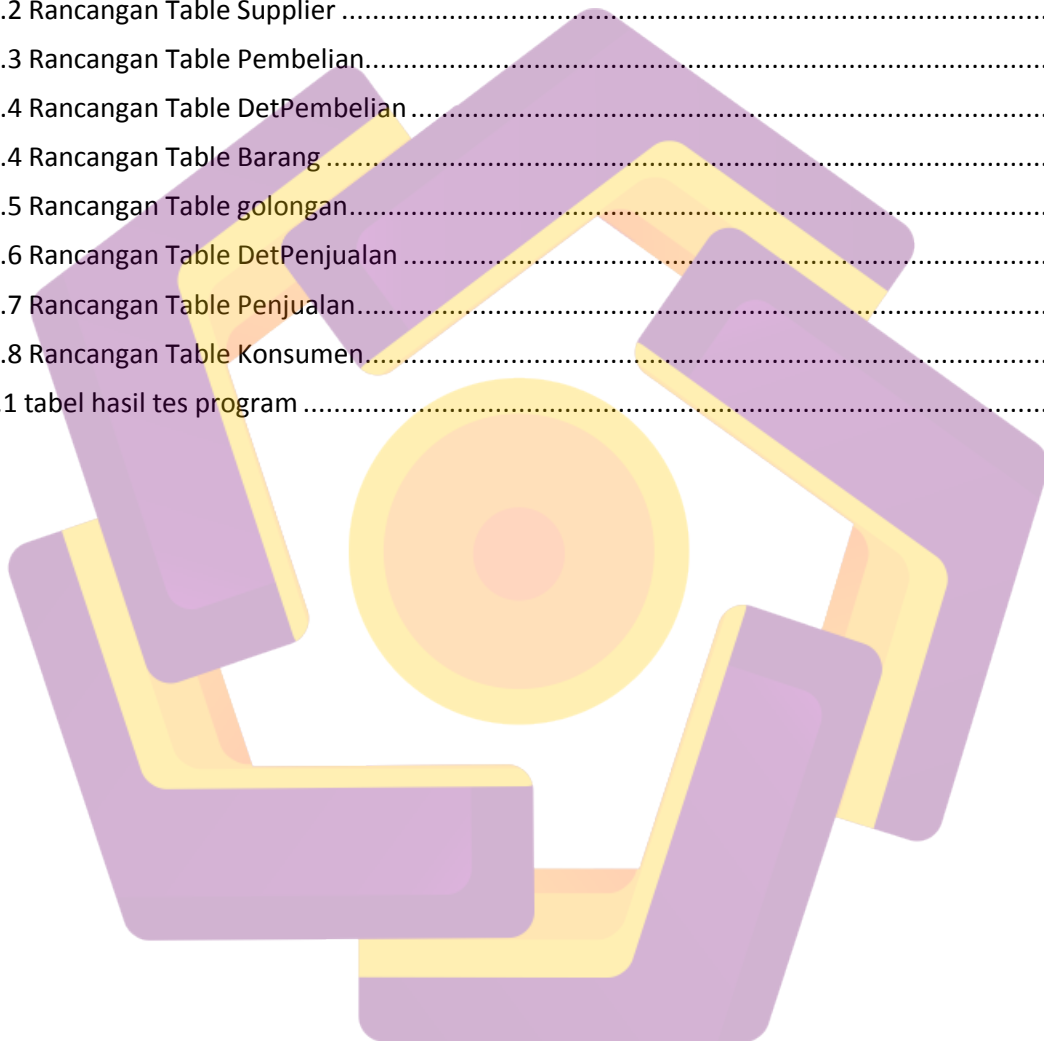 .2 Rancangan Table Supplier ........................................................................................................
.3 Rancangan Table Pembelian....................................................................................................
.4 Rancangan Table DetPembelian ..............................................................................................
.4 Rancangan Table Barang..........................................................................................................
.5 Rancangan Table golongan......................................................................................................
.6 Rancangan Table DetPenjualan ...............................................................................................
.7 Rancangan Table Penjualan.....................................................................................................
.8 Rancangan Table Konsumen....................................................................................................
.1 tabel hasil tes program ............................................................................................................